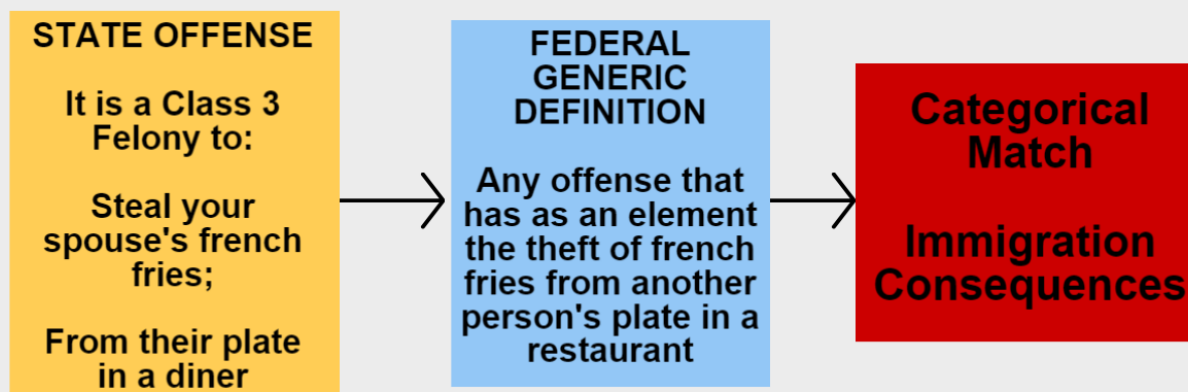 STATE OFFENSE
It is a Class 3
Felony to:
Steal your
spouse's french
fries;
From their plate
in a diner
FEDERAL
GENERIC
DEFINITION
Any offense that
has as an element
the theft of french
fries from another
person's plate in a
restaurant
Categorical
Match
Immigration
Consequences